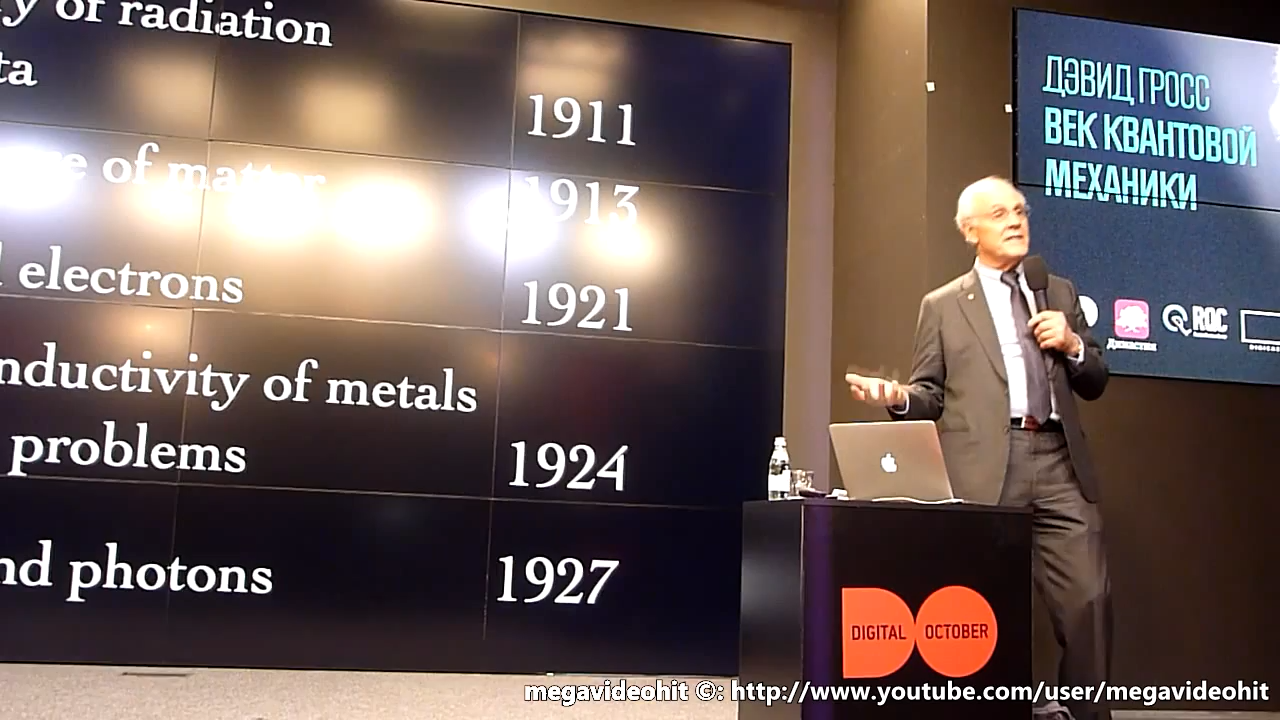 y of radiation
ta
1911
e of matter
1913
electrons
1921
nductivity of metals
problems
1924
nd photons
1927
ДЭВИД ГРОСС
ВЕК КВАНТОВОЙ
МЕХАНИКИ
Династия
ROC
DIGITAL OCTOBER
megavideohit ©: http://www.youtube.com/user/megavideohit